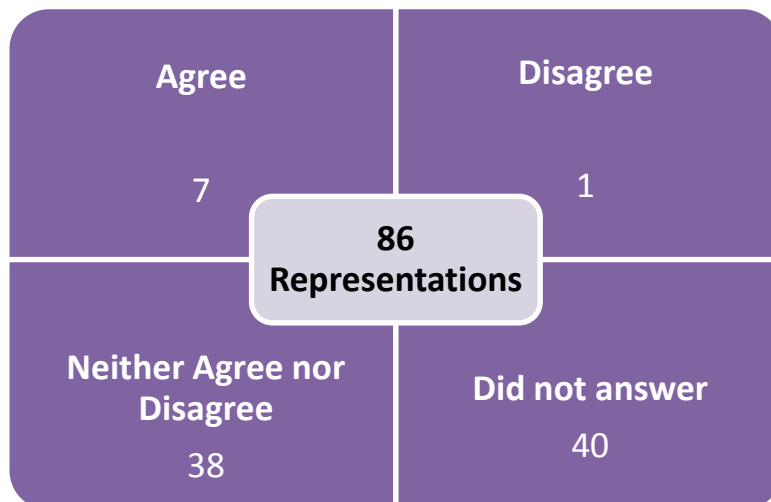 Agree
7
Disagree
1
86
Representations
Neither Agree nor
Disagree
38
Did not answer
40